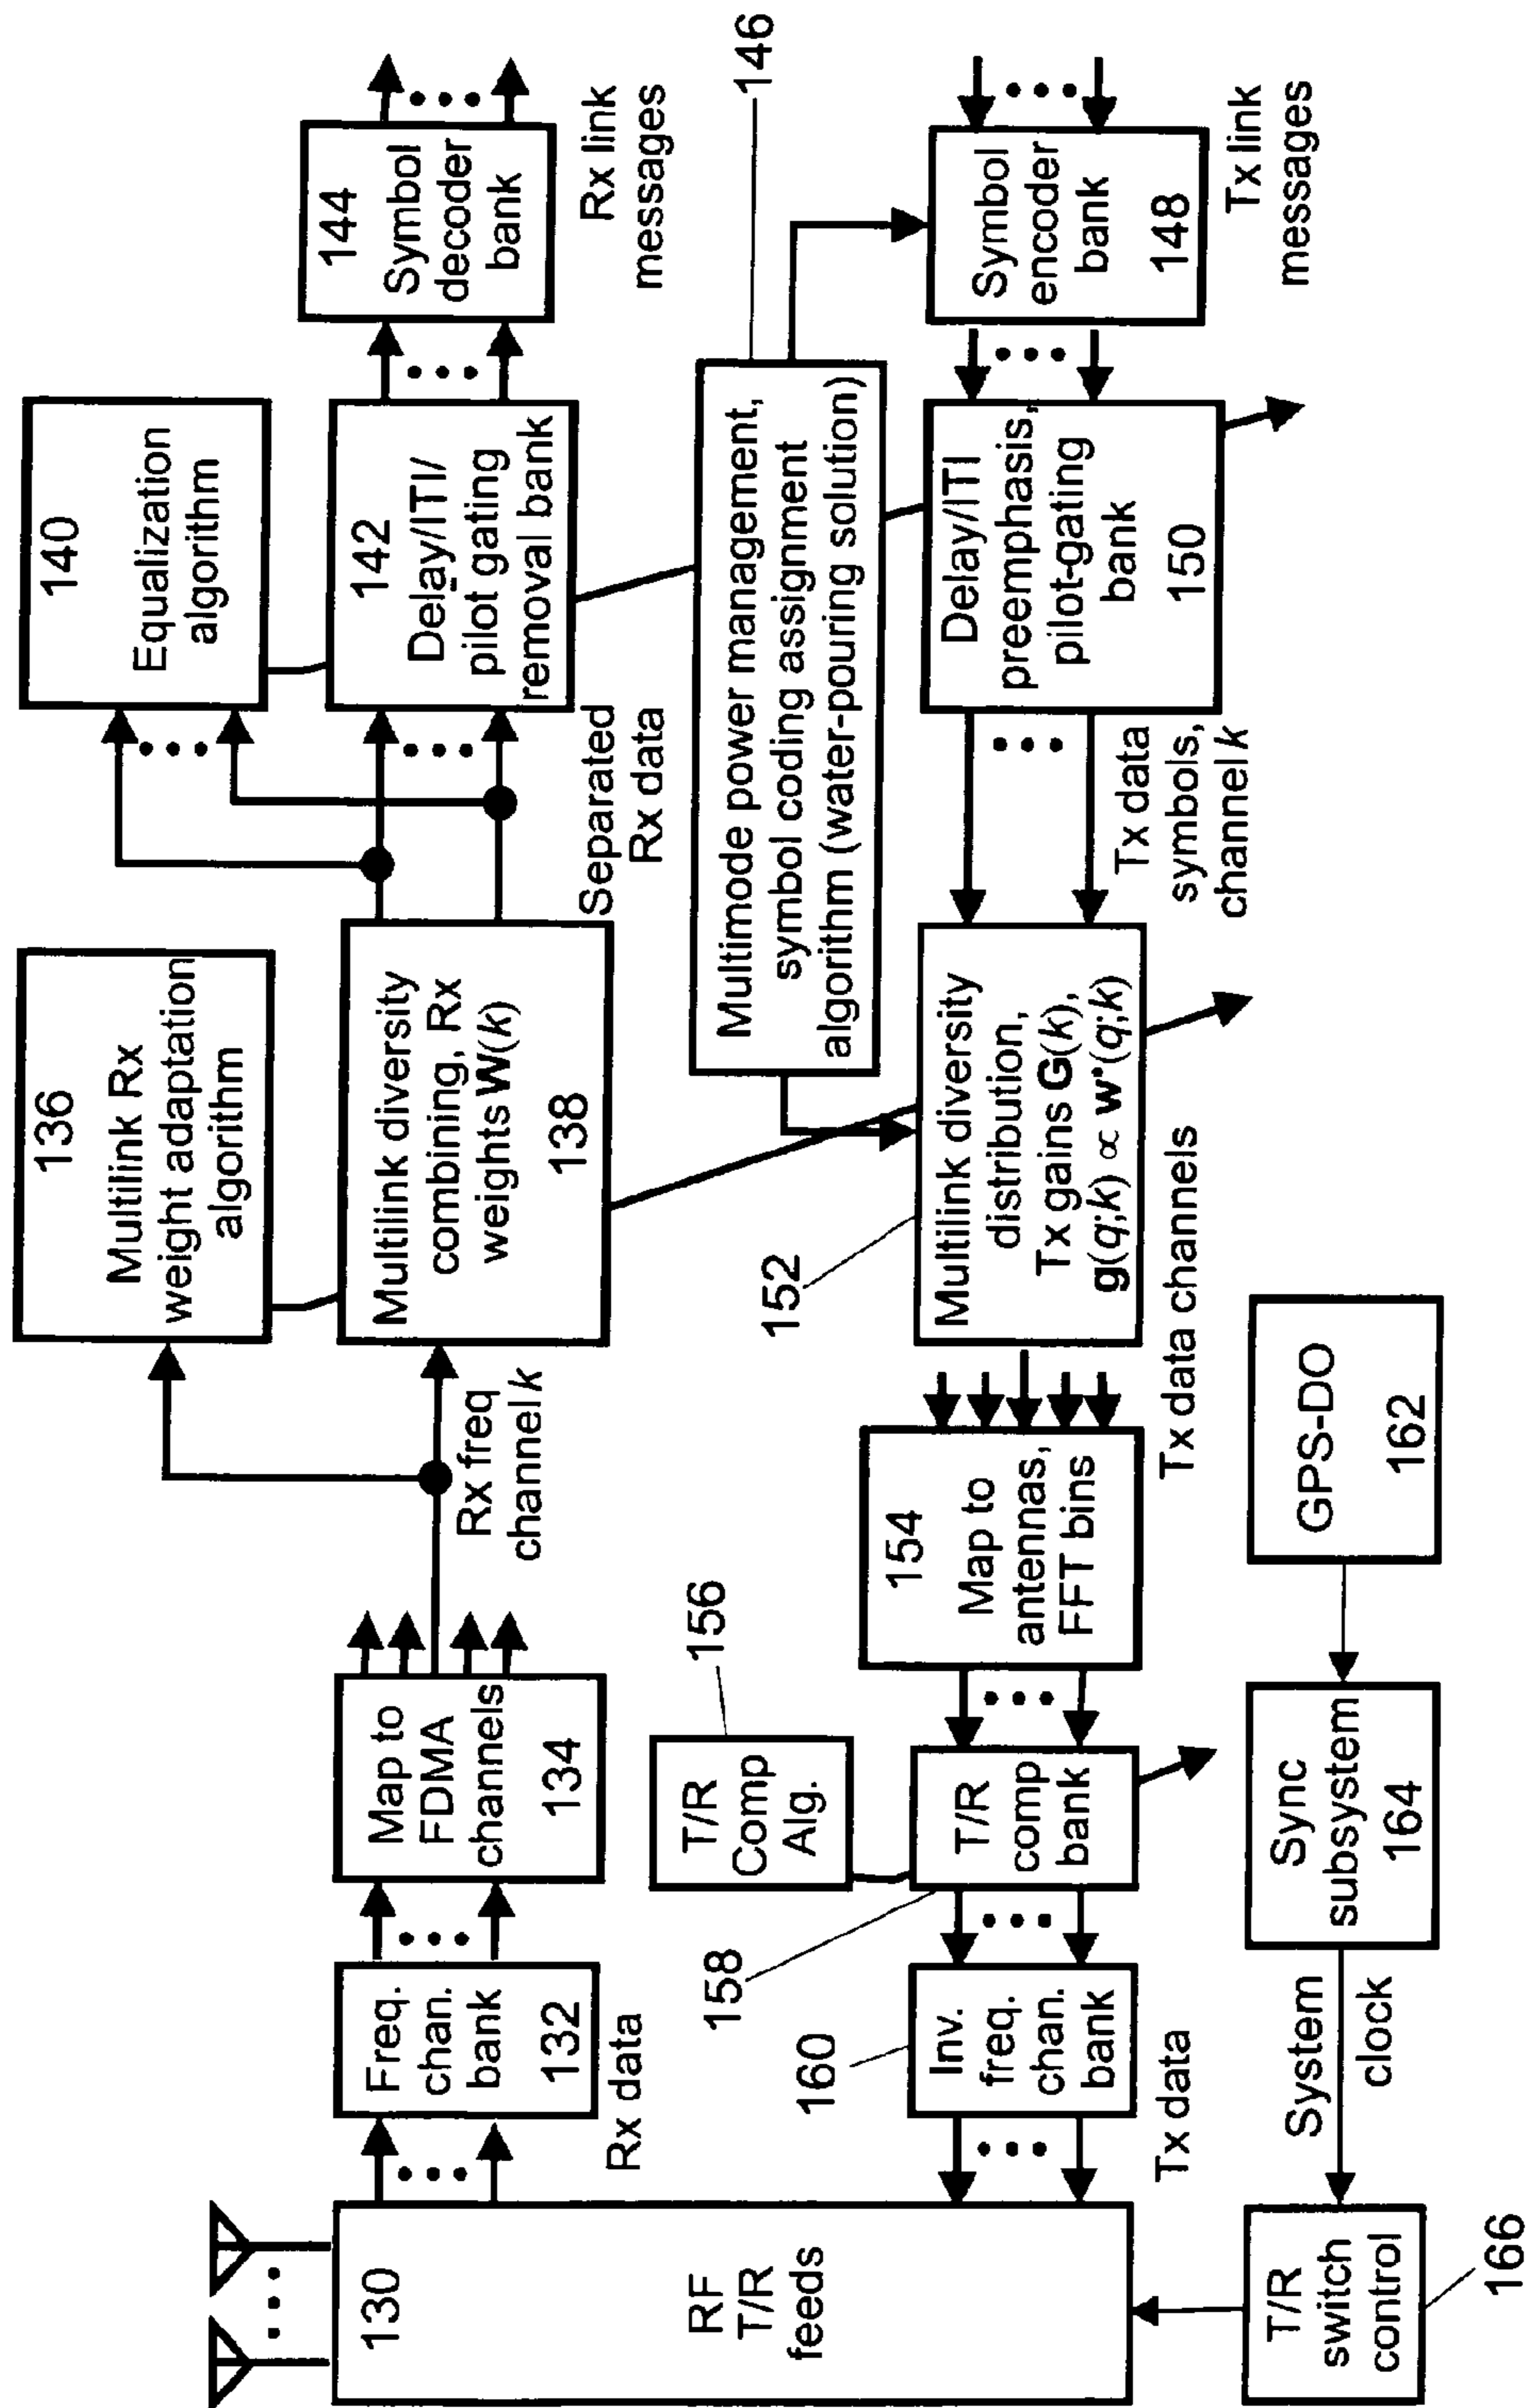 130
RF
T/R
feeds
Freq.
chan.
bank
132
Rx data
Map to
FDMA
channels
134
Rx freq
channel k
136
Multilink Rx
weight adaptation
algorithm
Multilink diversity
combining, Rx
weights W(k)
138
Separated
Rx data
140
Equalization
algorithm
142
Delay/ITI/
pilot gating
removal bank
144
Symbol
decoder
bank
Rx link
messages
146
Multimode power management,
symbol coding assignment
algorithm (water-pouring solution)
Symbol
encoder
bank
148
Tx link
messages
Delay/ITI
preemphasis,
pilot-gating
bank
150
Tx data
symbols,
channel k
152
Multilink diversity
distribution,
Tx gains G(k),
g(q;k) ∝ w*(q;k)
Tx data channels
154
Map to
antennas,
FFT bins
156
T/R
Comp
Alg.
T/R
comp
bank
158
160
Inv.
freq.
chan.
bank
Tx data
GPS-DO
162
Sync
subsystem
164
System
clock
T/R
switch
control
166